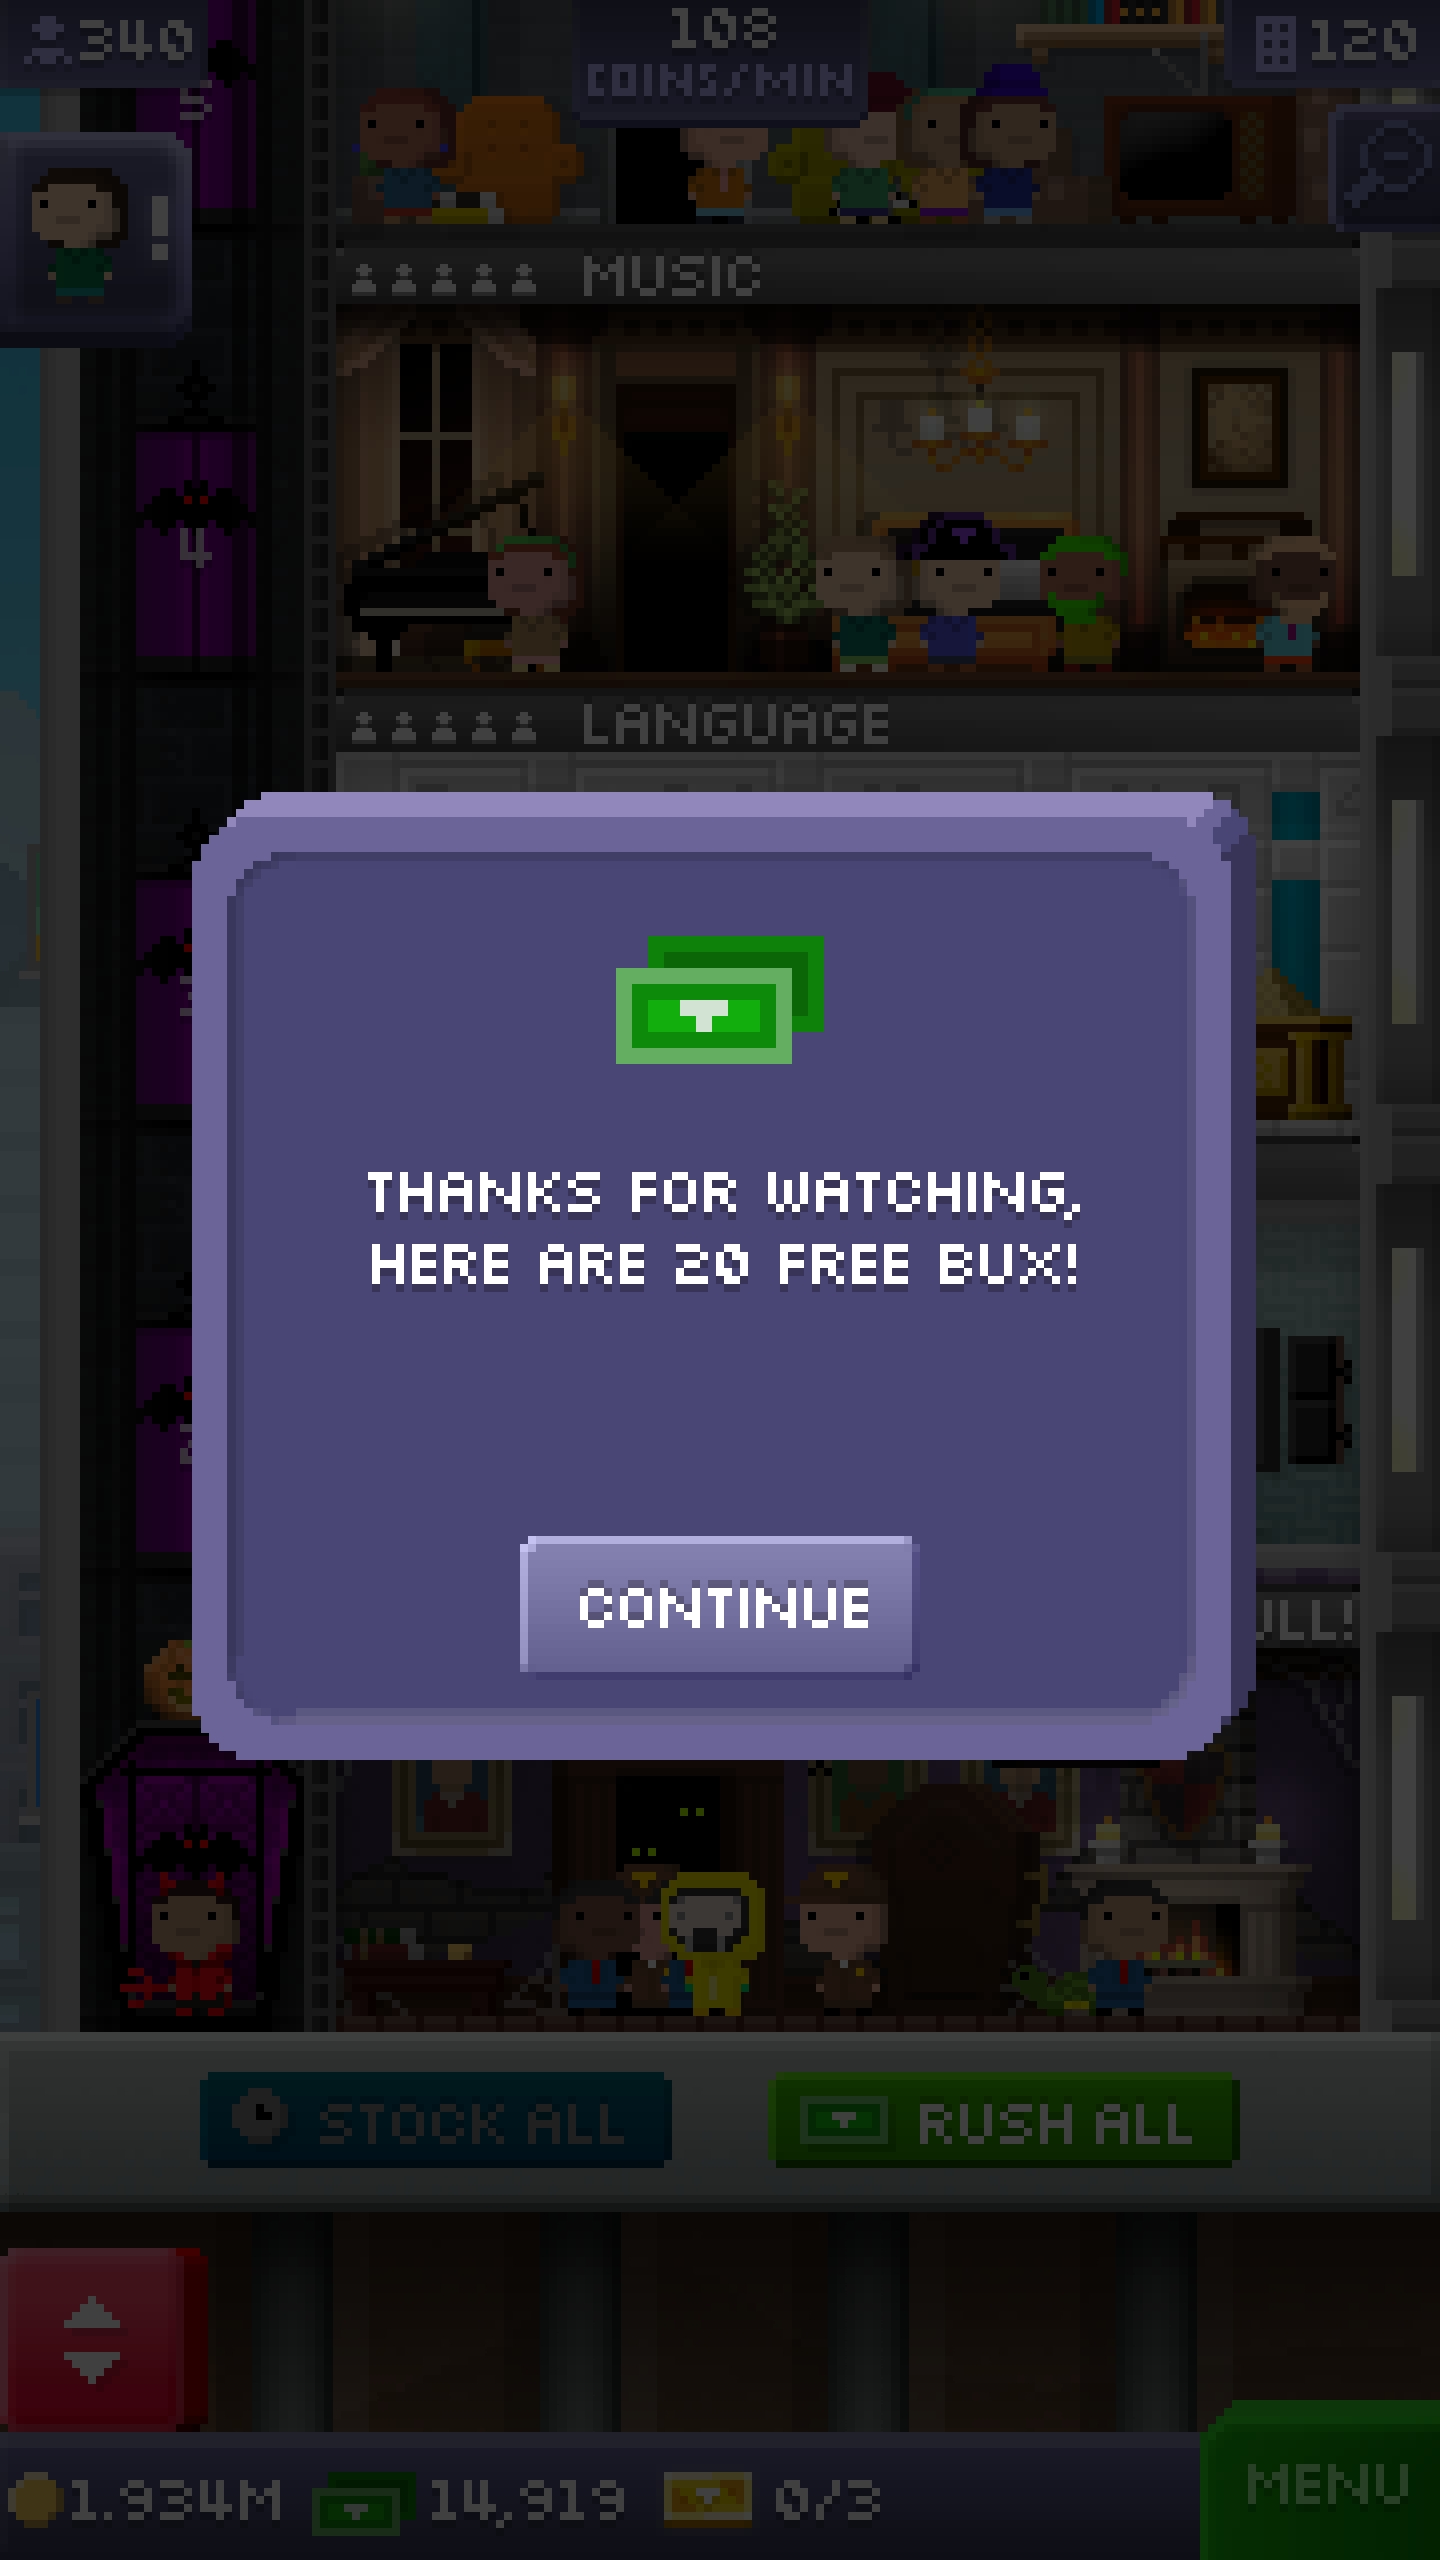 340
108
COINS/MIN
120
5
!
MUSIC
4
LANGUAGE
THANKS FOR WATCHING,
HERE ARE 20 FREE BUX!
CONTINUE
STOCK ALL
RUSH ALL
1.934M
14,919
0/3
MENU